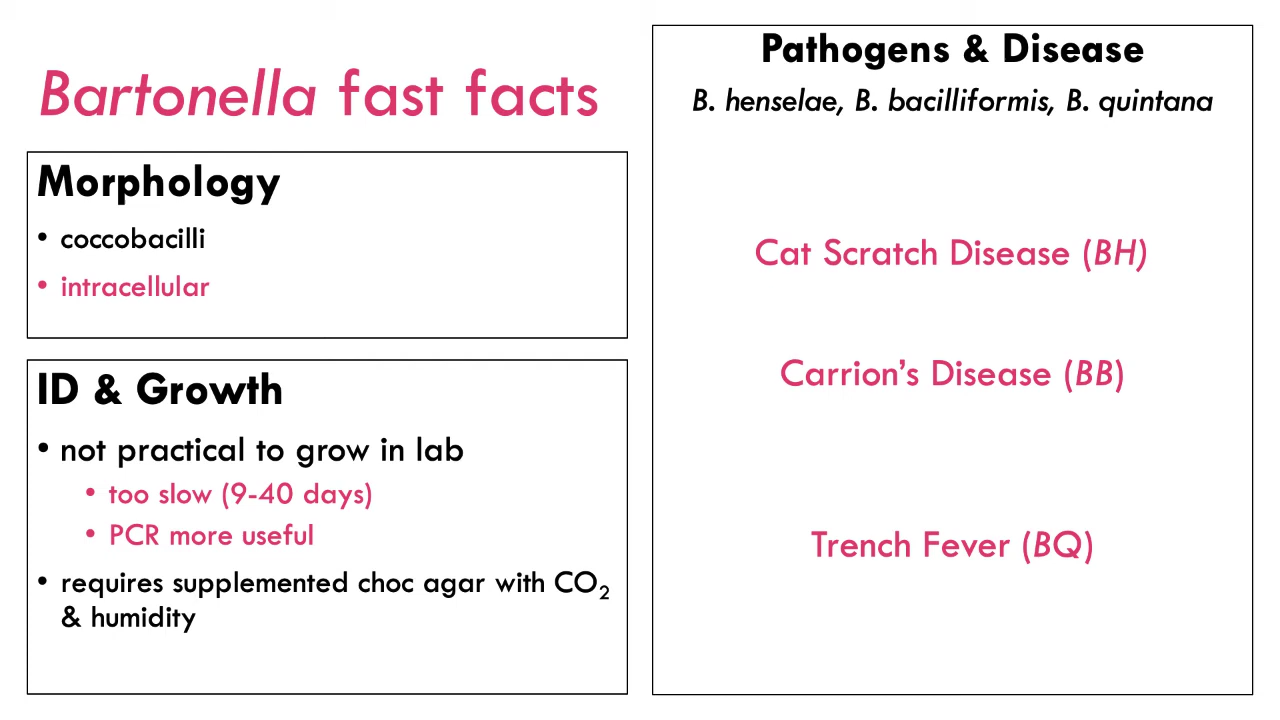 Bartonella fast facts
Morphology
• coccobacilli
• intracellular
ID & Growth
• not practical to grow in lab
• too slow (9-40 days)
• PCR more useful
• requires supplemented choc agar with CO₂
& humidity
Pathogens & Disease
B. henselae, B. bacilliformis, B. quintana
Cat Scratch Disease (BH)
Carrion’s Disease (BB)
Trench Fever (BQ)